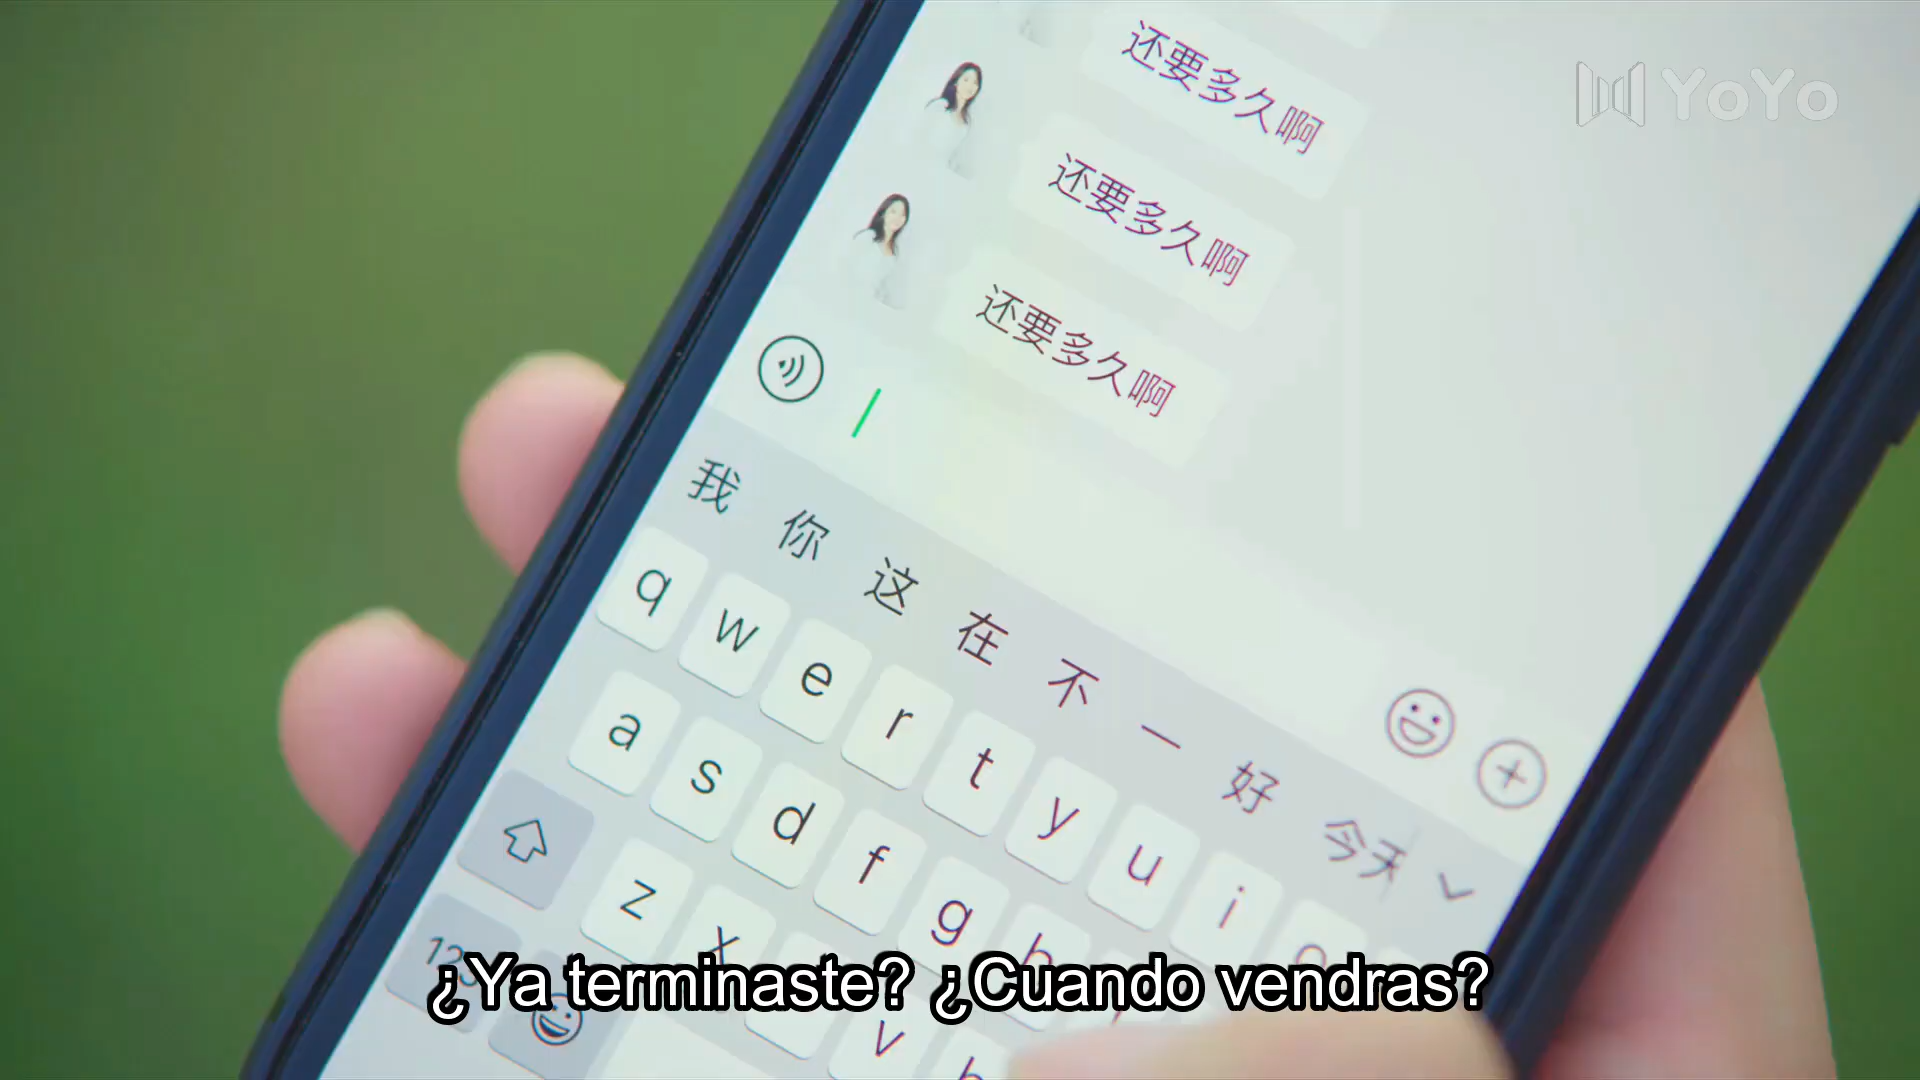 还要多久啊
YoYo
还要多久啊
还要多久啊
我 你 这 在 不 一 好 今天
q w e r t y u i o
a s d f g h
z x v b
123
¿Ya terminaste? ¿Cuando vendras?